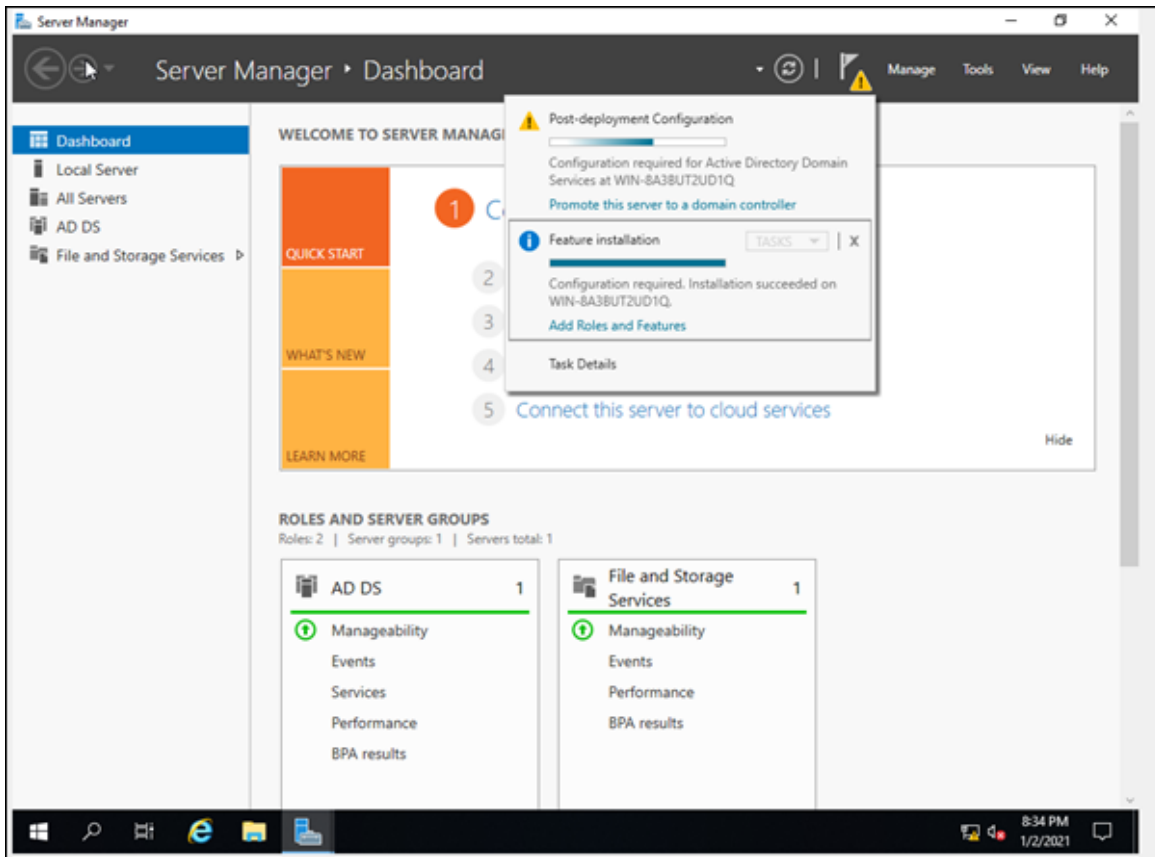 Server Manager
Server Manager • Dashboard
Manage Tools View Help
Dashboard
Local Server
All Servers
AD DS
File and Storage Services
WELCOME TO SERVER MANAG
QUICK START
WHAT'S NEW
LEARN MORE
1 C
2
3
4
5 Connect this server to cloud services
Hide
Post-deployment Configuration
Configuration required for Active Directory Domain
Services at WIN-8A3BUT2UD1Q
Promote this server to a domain controller
Feature installation
TASKS X
Configuration required. Installation succeeded on
WIN-8A3BUT2UD1Q.
Add Roles and Features
Task Details
ROLES AND SERVER GROUPS
Roles: 2 | Server groups: 1 | Servers total: 1
AD DS 1
Manageability
Events
Services
Performance
BPA results
File and Storage
Services 1
Manageability
Events
Performance
BPA results
8:34 PM
1/2/2021